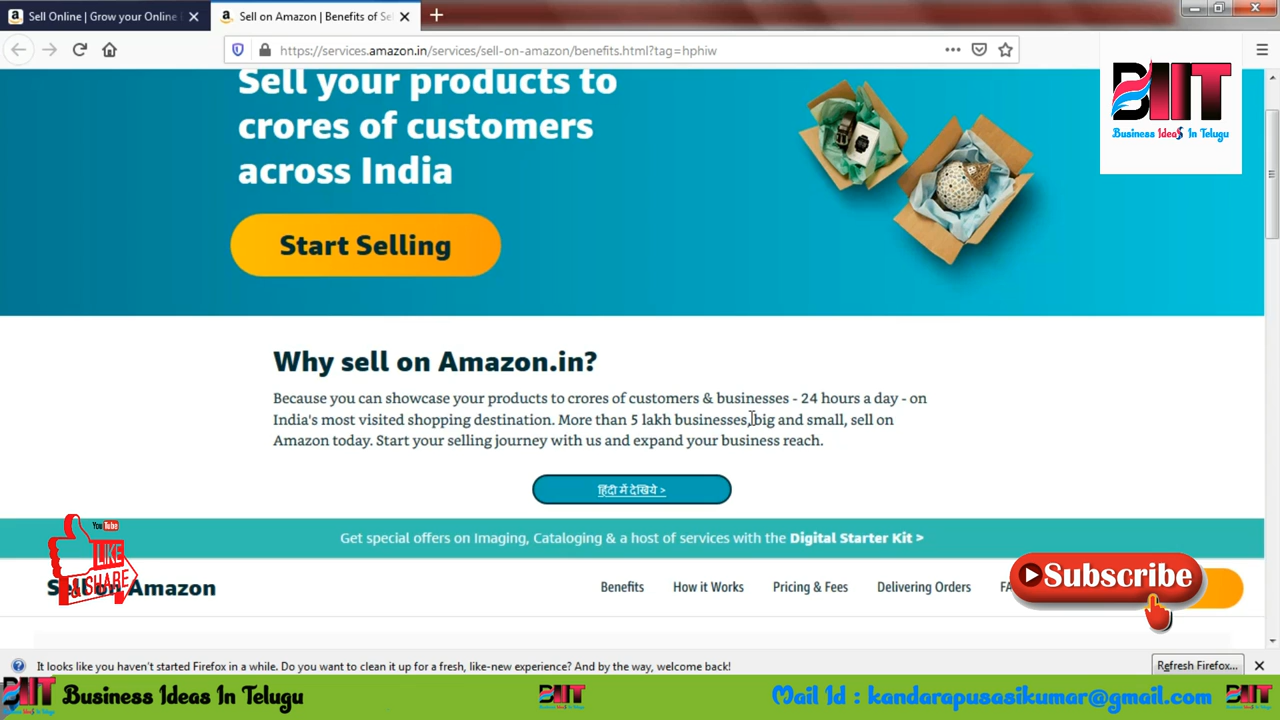 Sell Online | Grow your Online
Sell on Amazon | Benefits of Se
https://services.amazon.in/services/sell-on-amazon/benefits.html?tag=hphiw
BIIT
Business IdeaS In Telugu
Sell your products to
crores of customers
across India
Start Selling
Why sell on Amazon.in?
Because you can showcase your products to crores of customers & businesses - 24 hours a day - on
India's most visited shopping destination. More than 5 lakh businesses, big and small, sell on
Amazon today. Start your selling journey with us and expand your business reach.
हिंदी में देखिये >
Get special offers on Imaging, Cataloging & a host of services with the Digital Starter Kit >
You Tube
LIKE
& SHARE
Sell on Amazon
Benefits
How it Works
Pricing & Fees
Delivering Orders
FA
Subscribe
It looks like you haven't started Firefox in a while. Do you want to clean it up for a fresh, like-new experience? And by the way, welcome back!
Refresh Firefox...
BIIT
Business Ideas In Telugu
BIIT
Mail Id : kandarapusasikumar@gmail.com